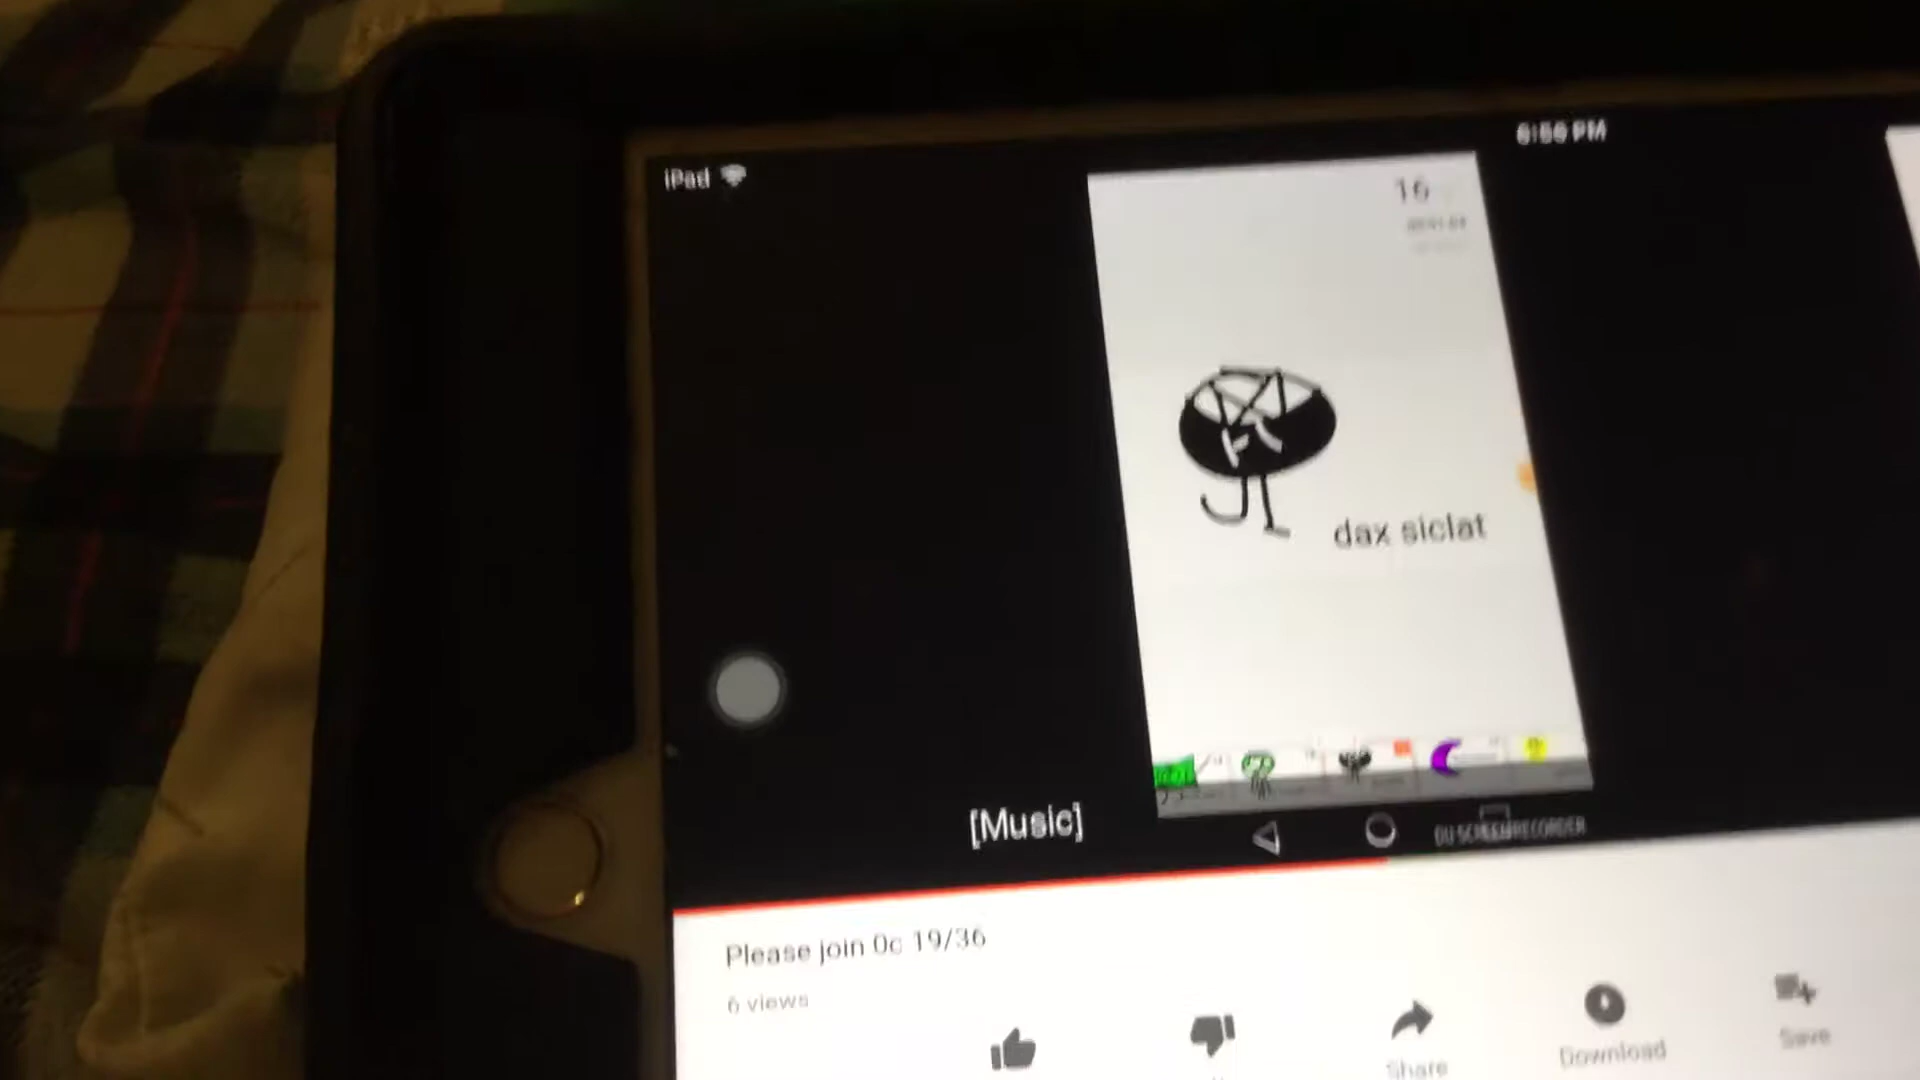 iPad
6:56 PM
16
dax siclat
[Music]
DU SCREEN RECORDER
Please join 0c 19/36
6 views
Share
Download
Save